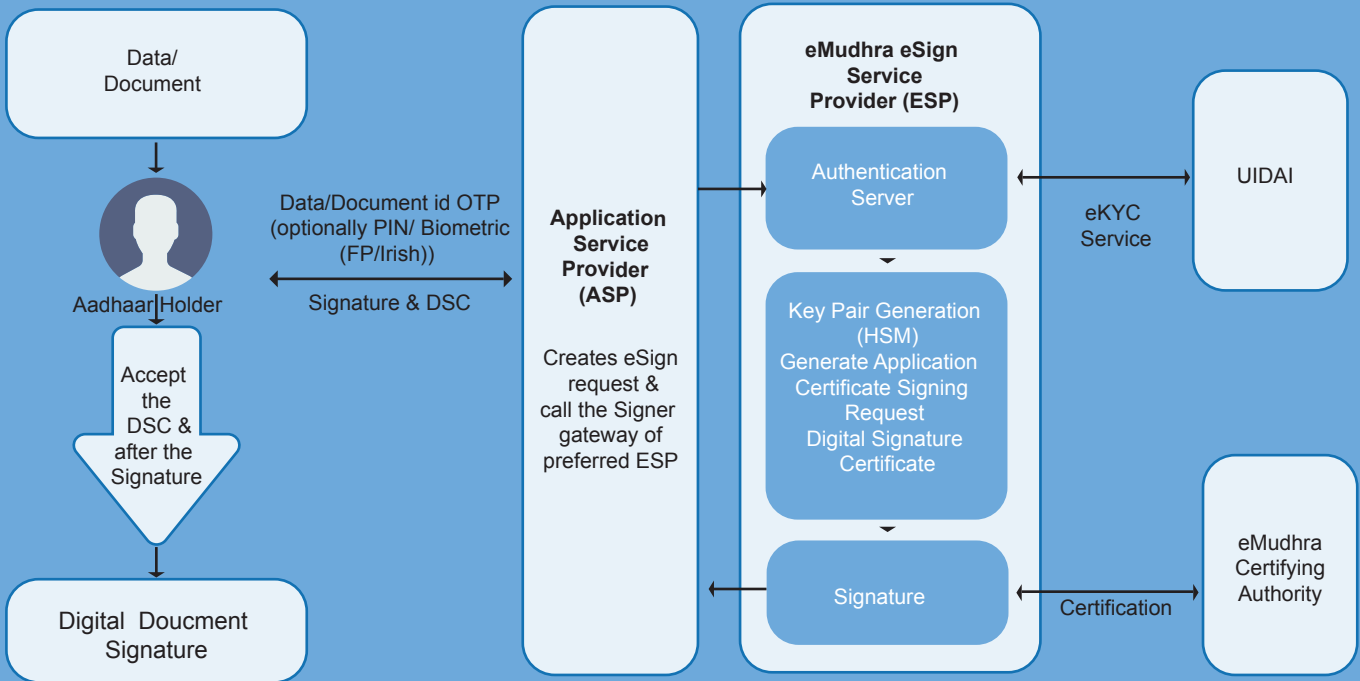 Data/
Document
Aadhaar Holder
Accept
the
DSC &
after the
Signature
Digital Doucment
Signature
Data/Document id OTP
(optionally PIN/ Biometric
(FP/Irish))
Signature & DSC
Application
Service
Provider
(ASP)
Creates eSign
request &
call the Signer
gateway of
preferred ESP
eMudhra eSign
Service
Provider (ESP)
Authentication
Server
Key Pair Generation
(HSM)
Generate Application
Certificate Signing
Request
Digital Signature
Certificate
Signature
eKYC
Service
UIDAI
Certification
eMudhra
Certifying
Authority